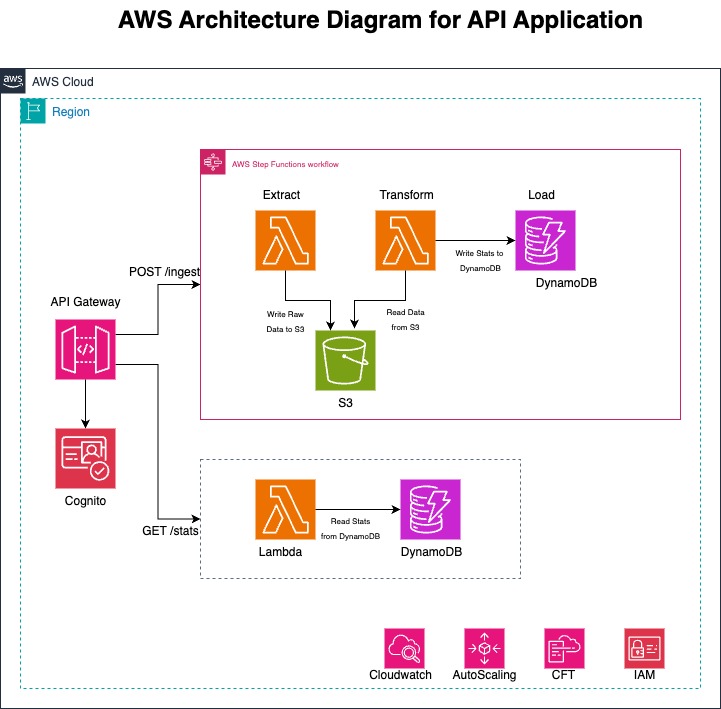 AWS Architecture Diagram for API Application
aws
AWS Cloud
Region
AWS Step Functions workflow
Extract
Transform
Load
Write Stats to
DynamoDB
DynamoDB
POST /ingest
API Gateway
Write Raw
Data to S3
Read Data
from S3
S3
</>
Cognito
GET /stats
Read Stats
from DynamoDB
Lambda
DynamoDB
Cloudwatch
AutoScaling
CFT
IAM